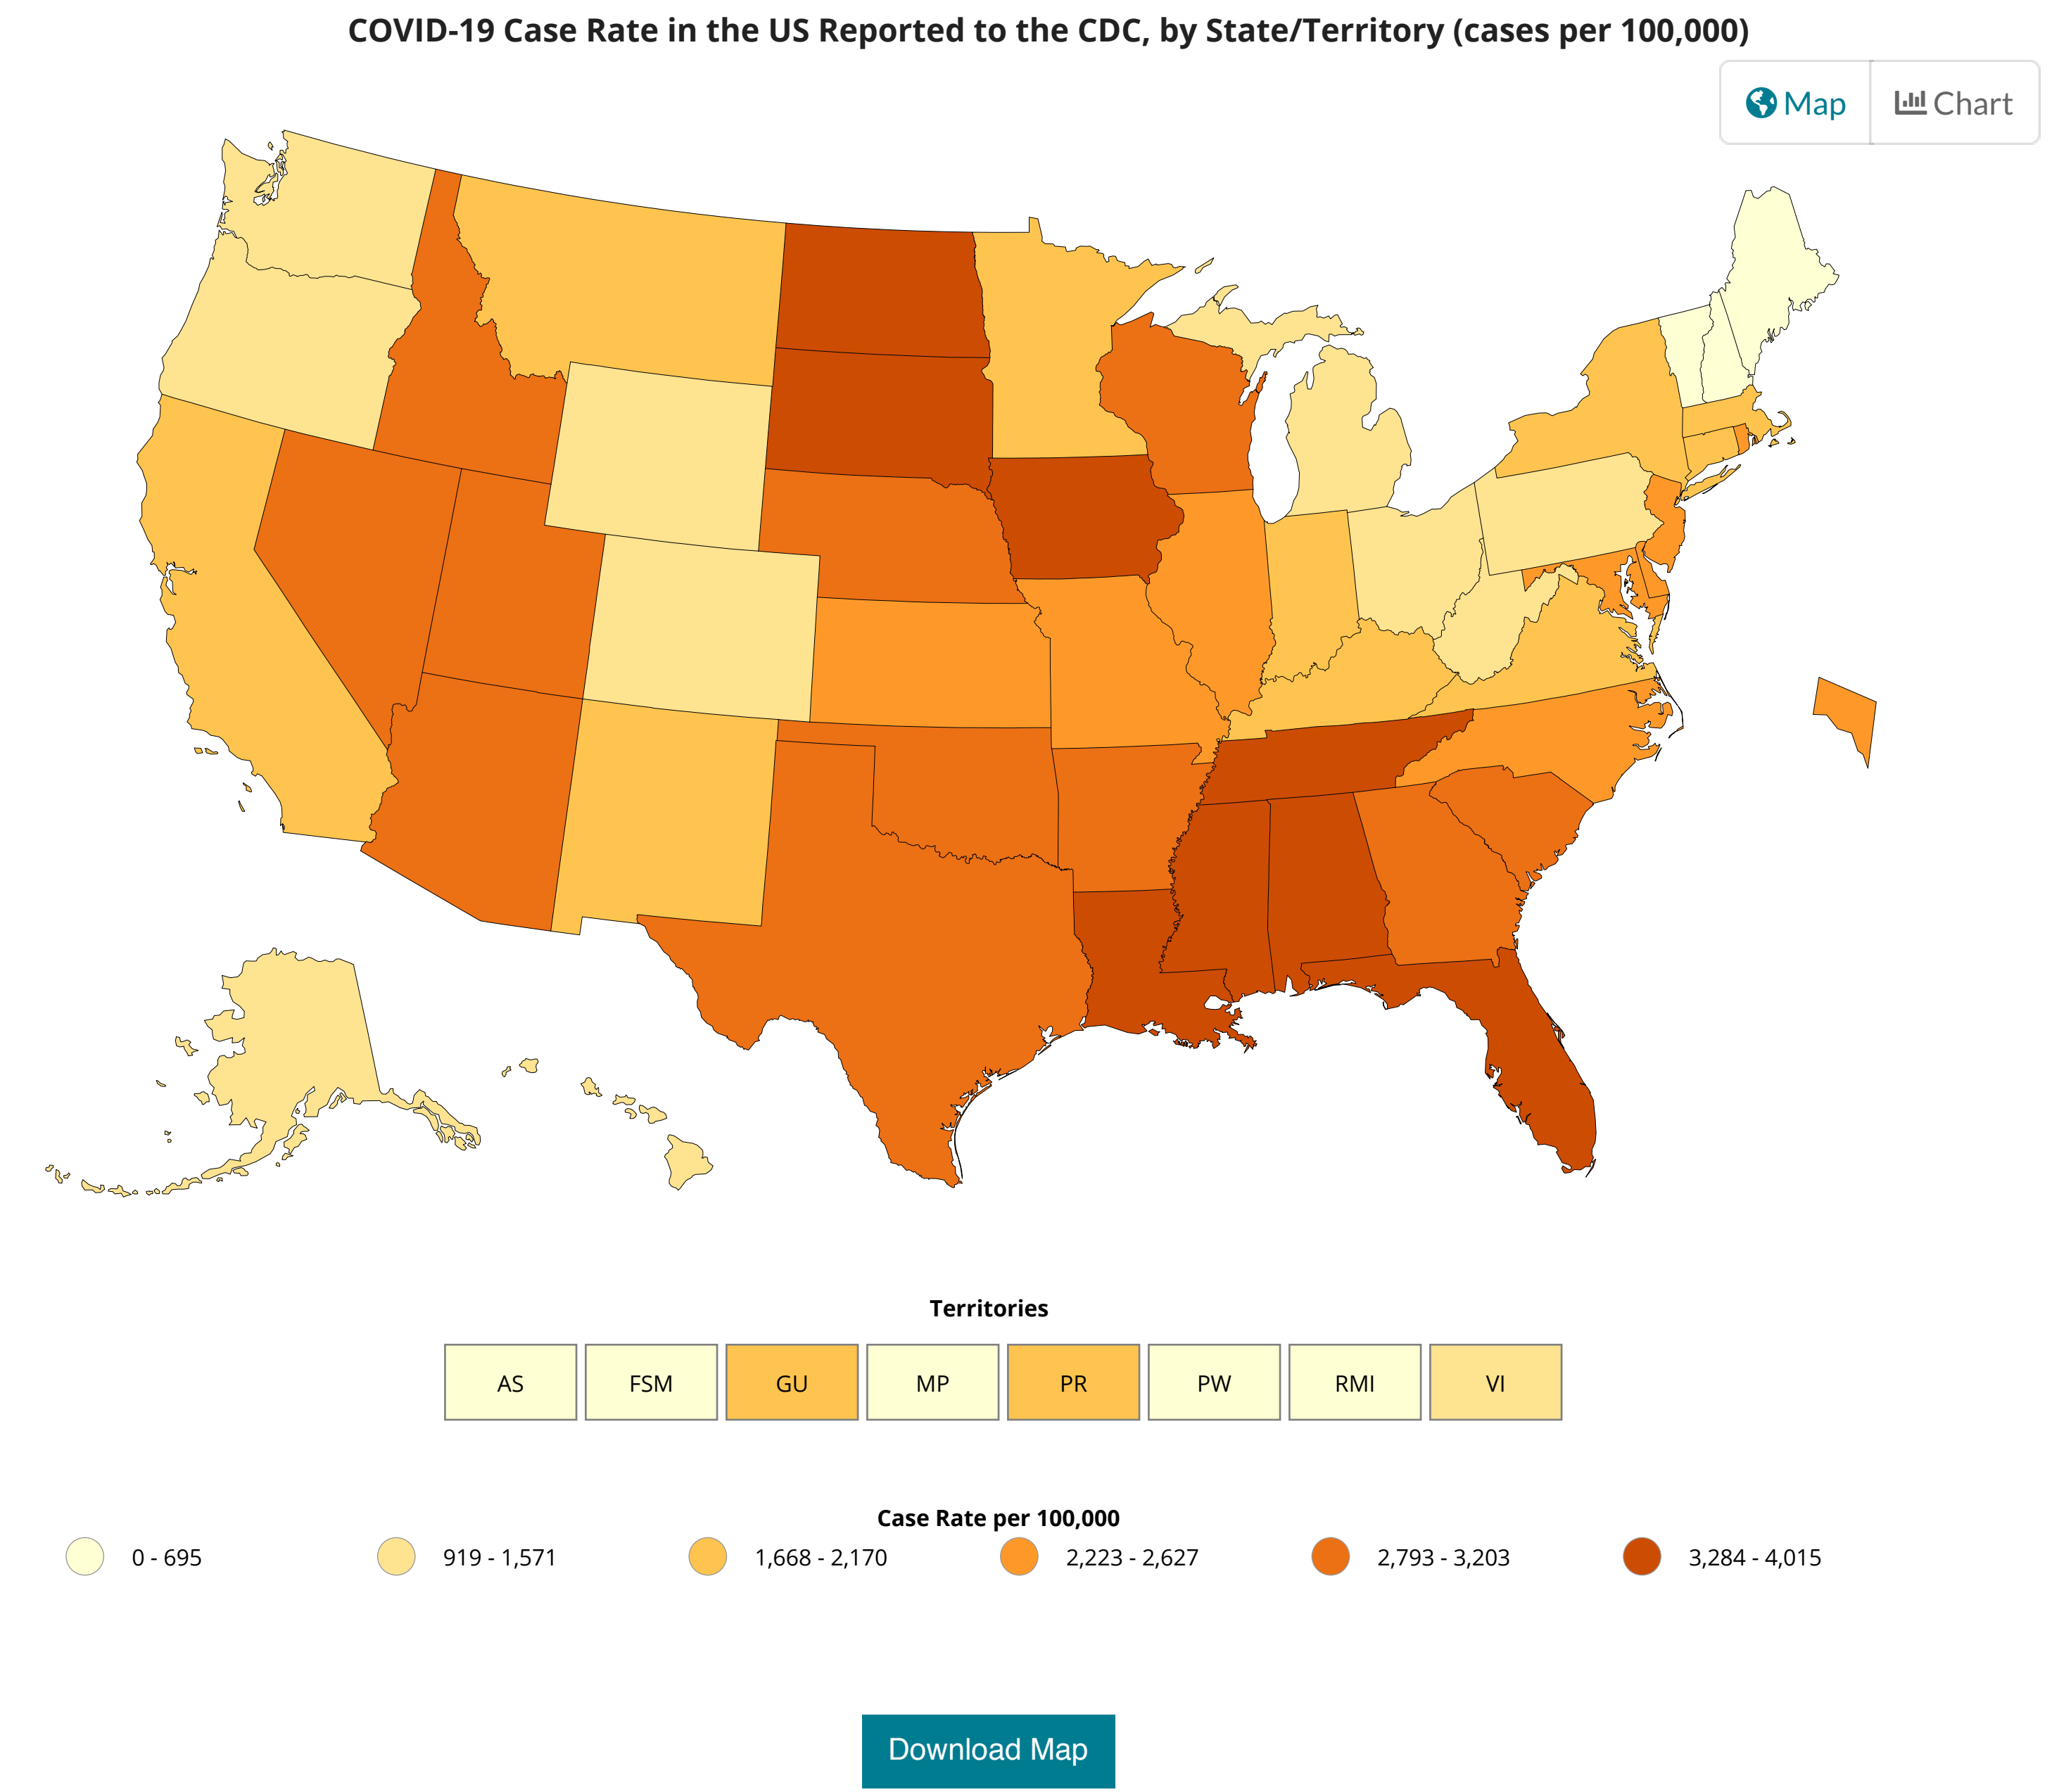 COVID-19 Case Rate in the US Reported to the CDC, by State/Territory (cases per 100,000)
Map Chart
Territories
AS FSM GU MP PR PW RMI VI
Case Rate per 100,000
0 - 695 919 - 1,571 1,668 - 2,170 2,223 - 2,627 2,793 - 3,203 3,284 - 4,015
Download Map